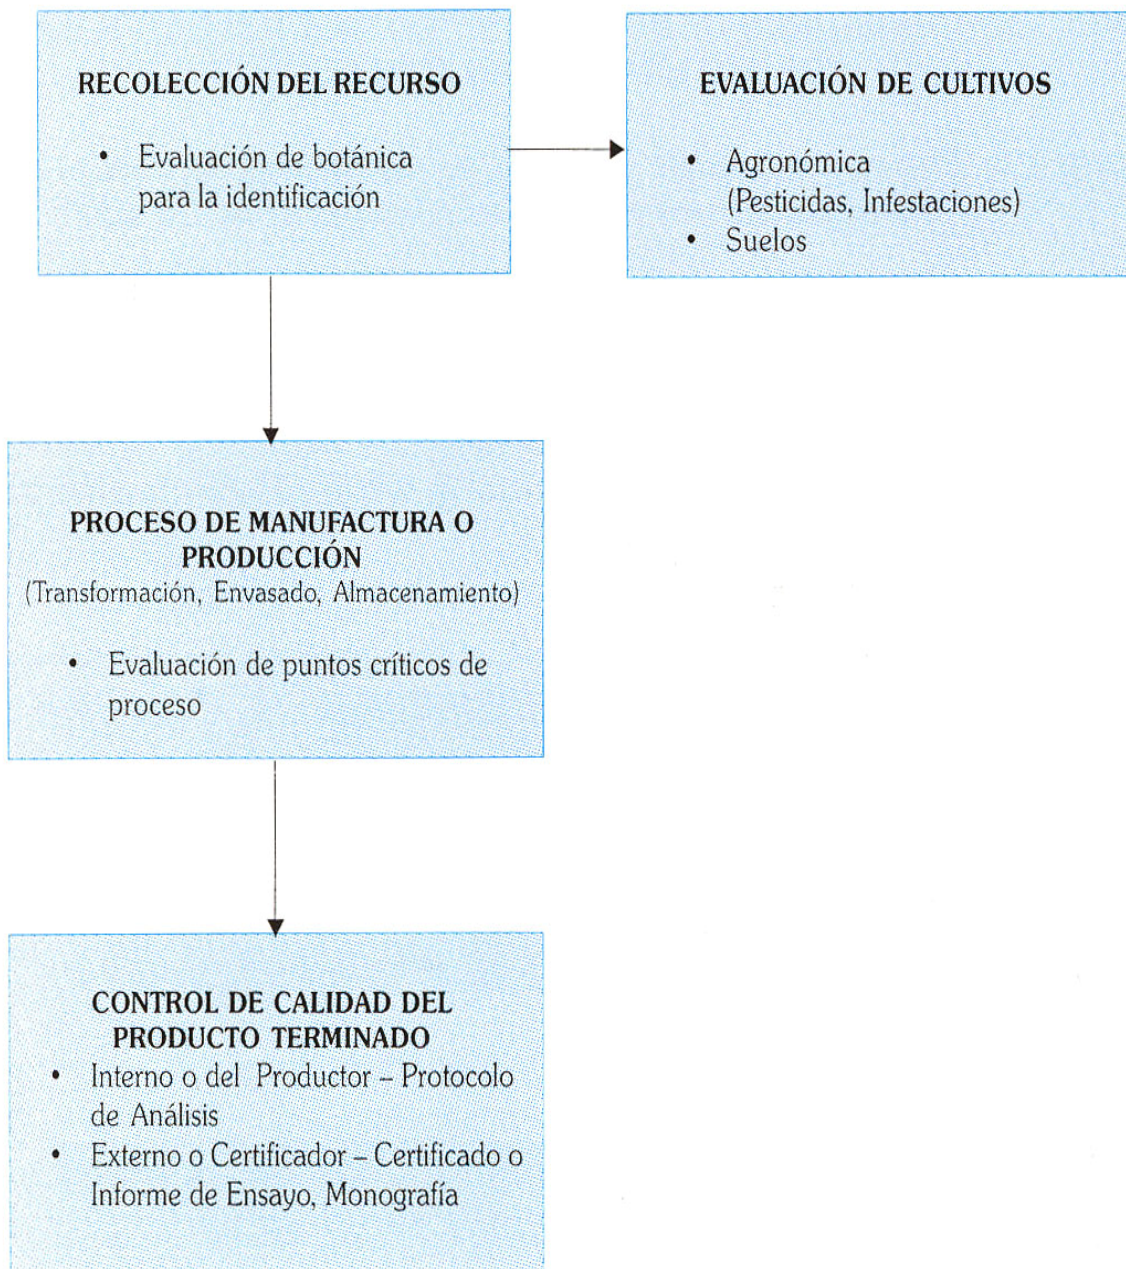 RECOLECCIÓN DEL RECURSO
• Evaluación de botánica
para la identificación
EVALUACIÓN DE CULTIVOS
• Agronómica
(Pesticidas, Infestaciones)
• Suelos
PROCESO DE MANUFACTURA O
PRODUCCIÓN
(Transformación, Envasado, Almacenamiento)
• Evaluación de puntos críticos de
proceso
CONTROL DE CALIDAD DEL
PRODUCTO TERMINADO
• Interno o del Productor – Protocolo
de Análisis
• Externo o Certificador – Certificado o
Informe de Ensayo, Monografía